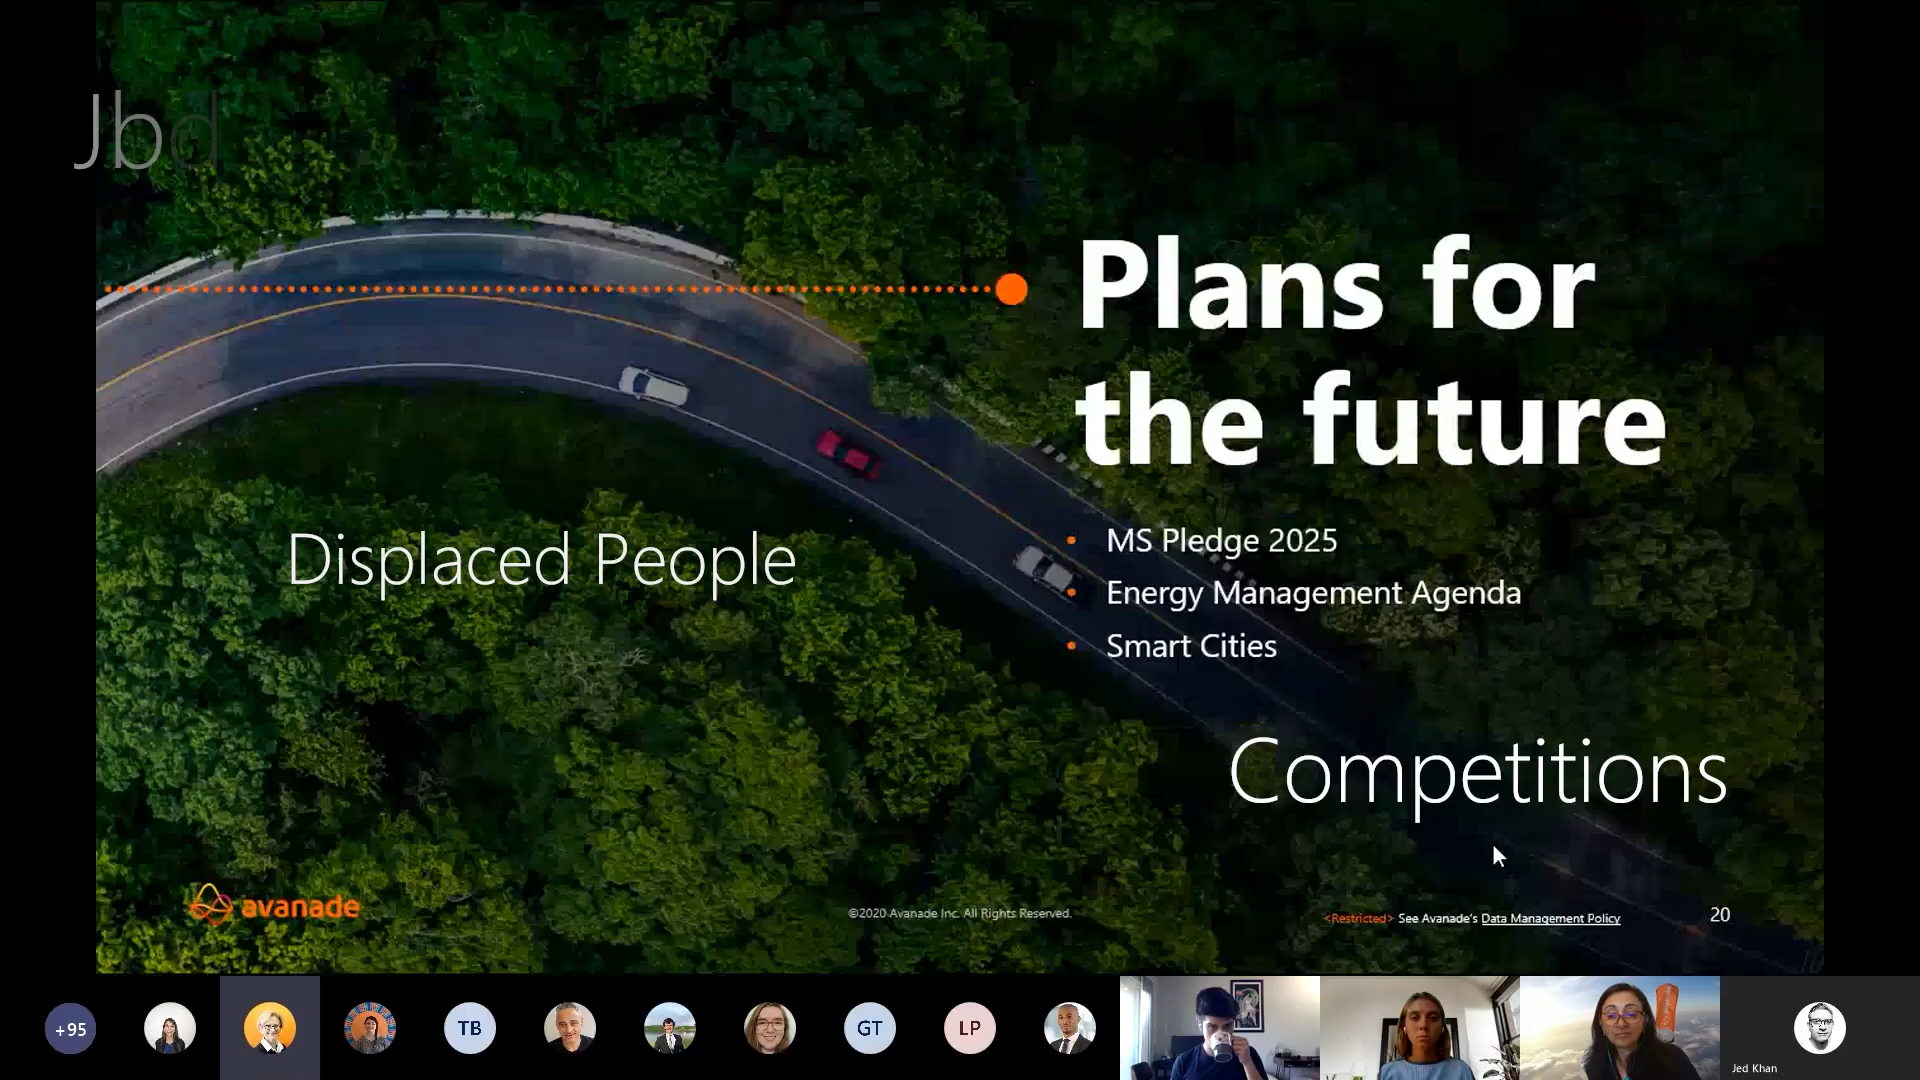 Jbd
Plans for
the future
Displaced People
• MS Pledge 2025
• Energy Management Agenda
• Smart Cities
Competitions
avanade
©2020 Avanade Inc. All Rights Reserved.
<Restricted> See Avanade's Data Management Policy
20
+95
TB
GT
LP
Jed Khan